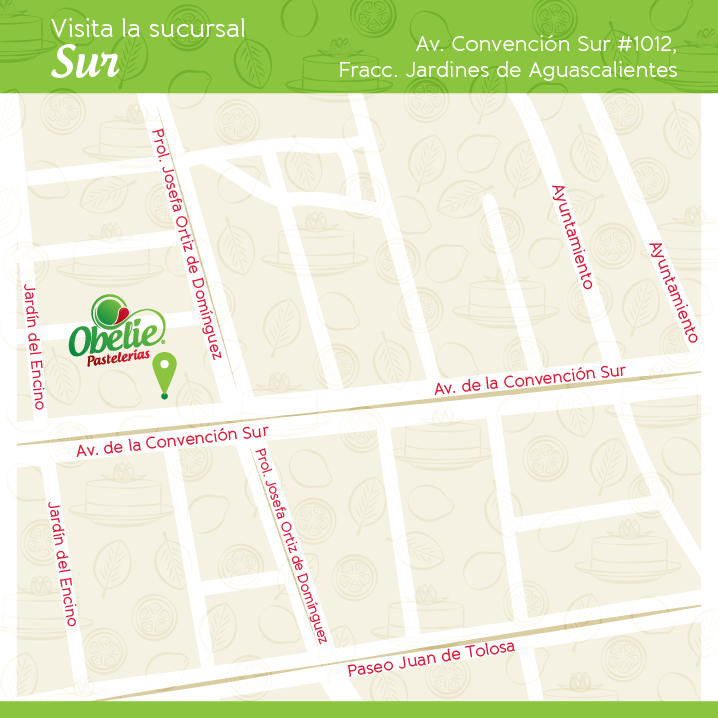 Visita la sucursal
Sur
Av. Convención Sur #1012,
Fracc. Jardines de Aguascalientes
Prol. Josefa Ortiz de Domínguez
Ayuntamiento
Ayuntamiento
Jardín del Encino
Obelie®
Pastelerías
Av. de la Convención Sur
Av. de la Convención Sur
Prol. Josefa Ortiz de Domínguez
Jardín del Encino
Paseo Juan de Tolosa